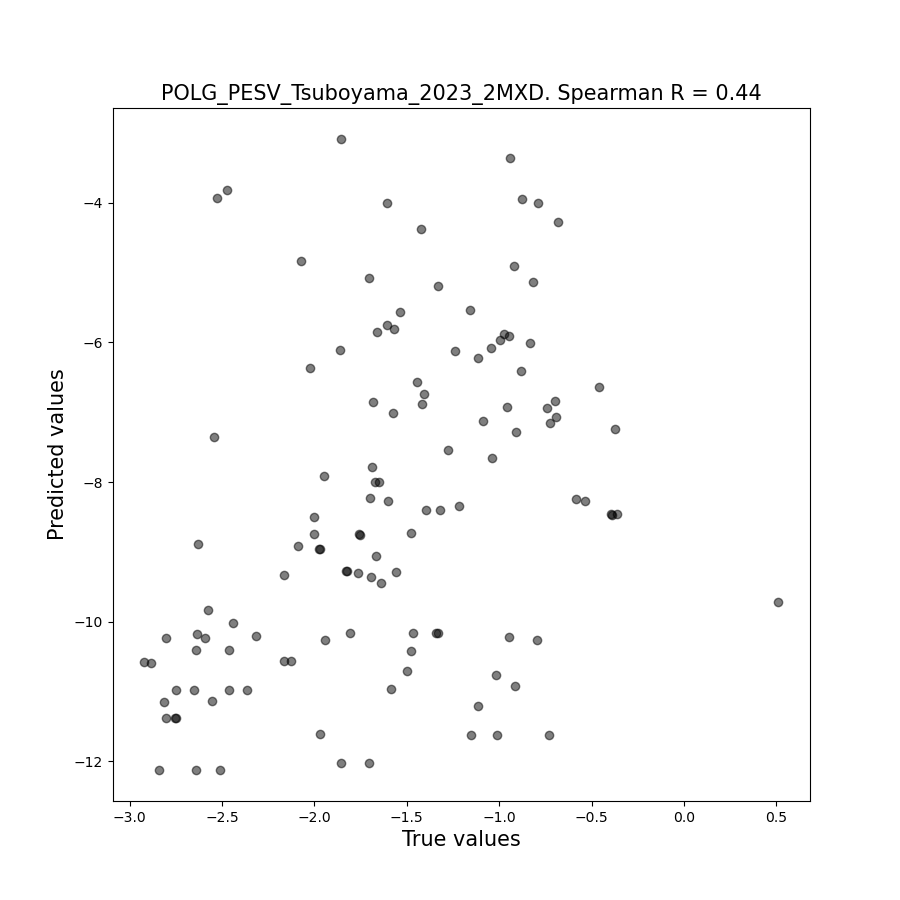 POLG_PESV_Tsuboyama_2023_2MXD. Spearman R = 0.44
Predicted values
−4
−6
−8
−10
−12
−3.0 −2.5 −2.0 −1.5 −1.0 −0.5 0.0 0.5
True values